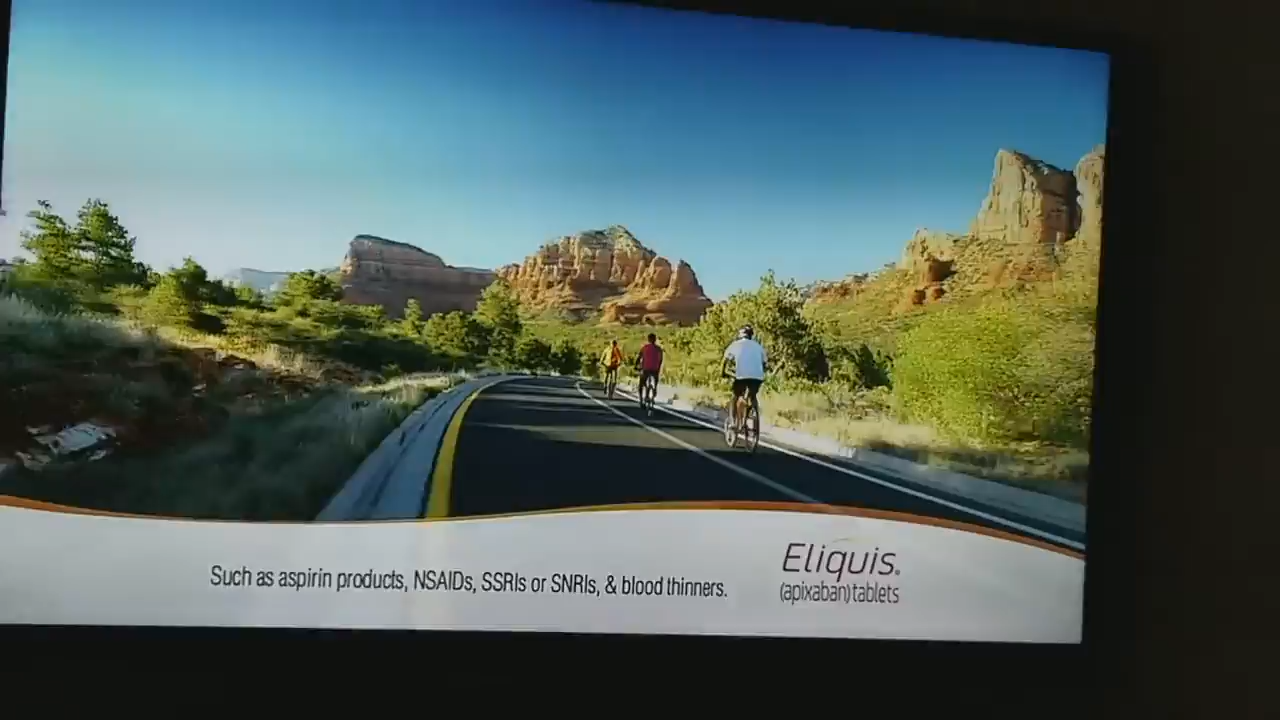 Such as aspirin products, NSAIDs, SSRIs or SNRIs, & blood thinners.
Eliquis.
(apixaban) tablets